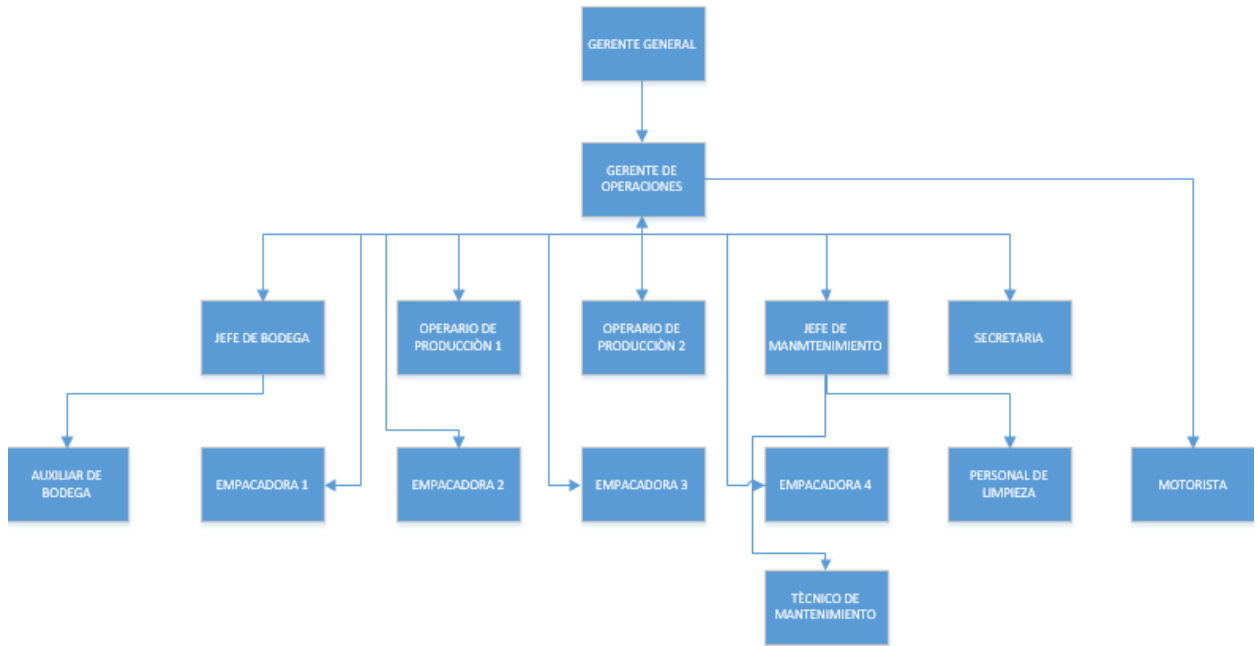 GERENTE GENERAL
GERENTE DE
OPERACIONES
JEFE DE BODEGA
OPERARIO DE
PRODUCCIÒN 1
OPERARIO DE
PRODUCCIÒN 2
JEFE DE
MANMTENIMIENTO
SECRETARIA
AUXILIAR DE
BODEGA
EMPACADORA 1
EMPACADORA 2
EMPACADORA 3
EMPACADORA 4
PERSONAL DE
LIMPIEZA
MOTORISTA
TÈCNICO DE
MANTENIMIENTO